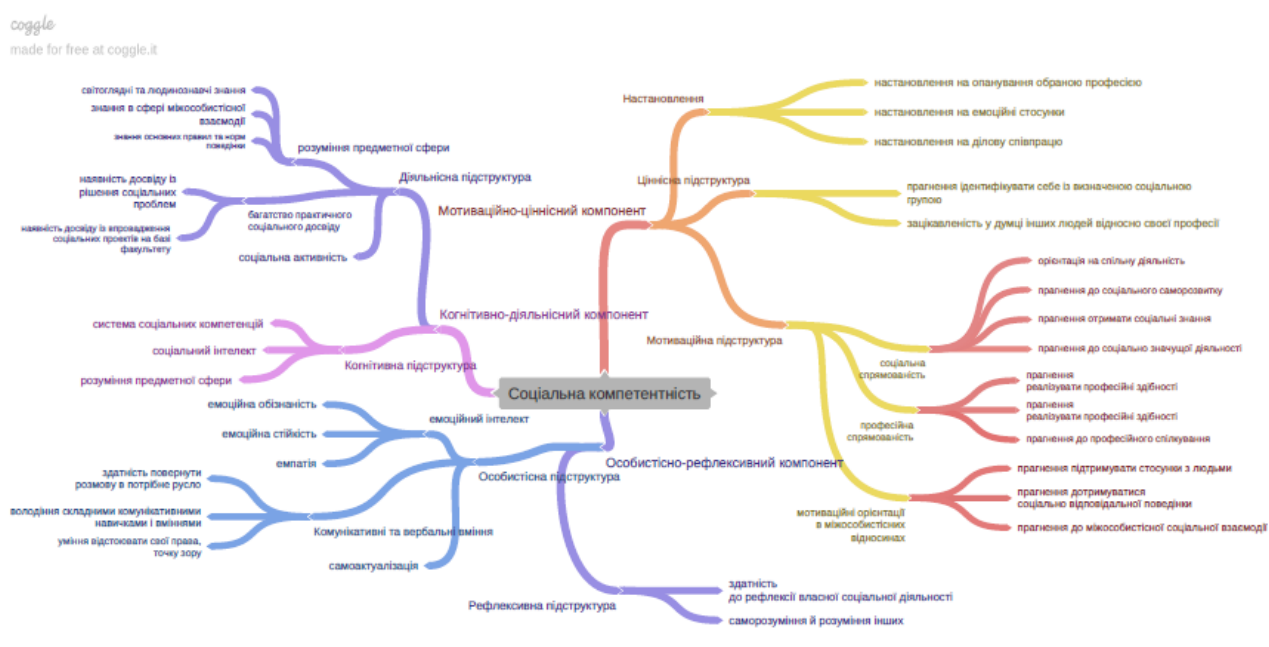 coggle
made for free at coggle.it
світоглядні та людинознавчі знання
знання в сфері міжособистісної
взаємодії
знання основних правил та норм
поведінки
розуміння предметної сфери
Діяльнісна підструктура
наявність досвіду із
рішення соціальних
проблем
багатство практичного
соціального досвіду
наявність досвіду із впровадження
соціальних проектів на базі
факультету
соціальна активність
Когнітивно-діяльнісний компонент
система соціальних компетенцій
соціальний інтелект
розуміння предметної сфери
Когнітивна підструктура
Соціальна компетентність
Мотиваційно-ціннісний компонент
Настановлення
настановлення на опанування обраною професією
настановлення на емоційні стосунки
настановлення на ділову співпрацю
Ціннісна підструктура
прагнення ідентифікувати себе із визначеною соціальною
групою
зацікавленість у думці інших людей відносно своєї професії
Мотиваційна підструктура
соціальна
спрямованість
орієнтація на спільну діяльність
прагнення до соціального саморозвитку
прагнення отримати соціальні знання
прагнення до соціально значущої діяльності
професійна
спрямованість
прагнення
реалізувати професійні здібності
прагнення
реалізувати професійні здібності
прагнення до професійного спілкування
мотиваційні орієнтації
в міжособистісних
відносинах
прагнення підтримувати стосунки з людьми
прагнення дотримуватися
соціально відповідальної поведінки
прагнення до міжособистісної соціальної взаємодії
Особистісно-рефлексивний компонент
Особистісна підструктура
емоційний інтелект
емоційна обізнаність
емоційна стійкість
емпатія
Комунікативні та вербальні вміння
здатність повернути
розмову в потрібне русло
володіння складними комунікативними
навичками і вміннями
уміння відстоювати свої права,
точку зору
самоактуалізація
Рефлексивна підструктура
здатність
до рефлексії власної соціальної діяльності
саморозуміння й розуміння інших